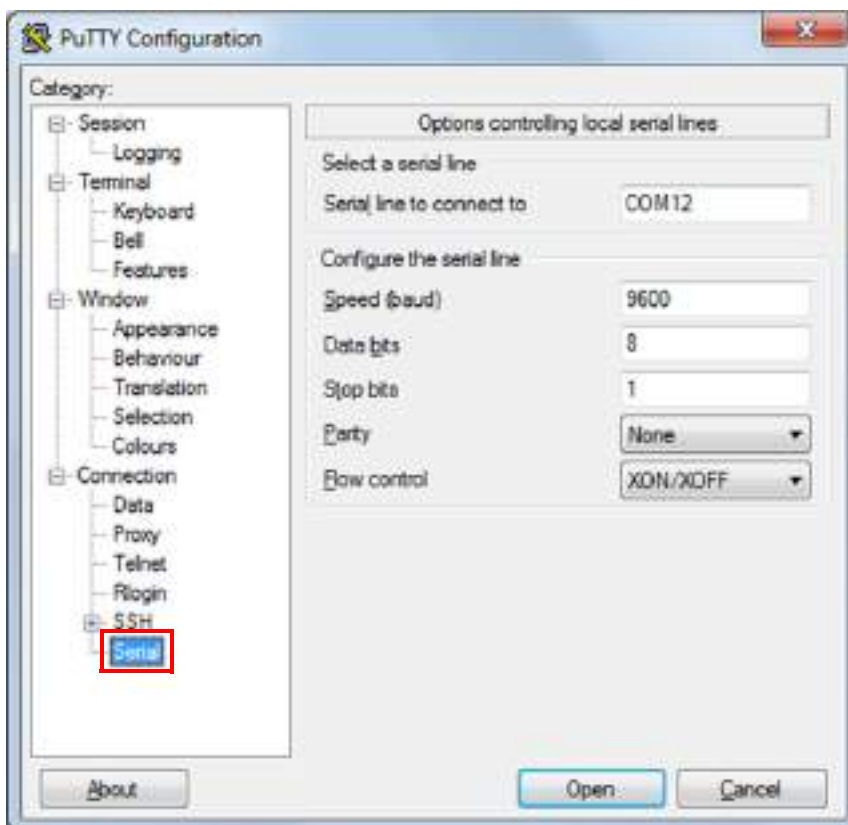 PuTTY Configuration
Category:
Session
Logging
Terminal
Keyboard
Bell
Features
Window
Appearance
Behaviour
Translation
Selection
Colours
Connection
Data
Proxy
Telnet
Rlogin
SSH
Serial
Options controlling local serial lines
Select a serial line
Serial line to connect to COM12
Configure the serial line
Speed (baud) 9600
Data bits 8
Stop bits 1
Parity None
Flow control XON/XOFF
About Open Cancel